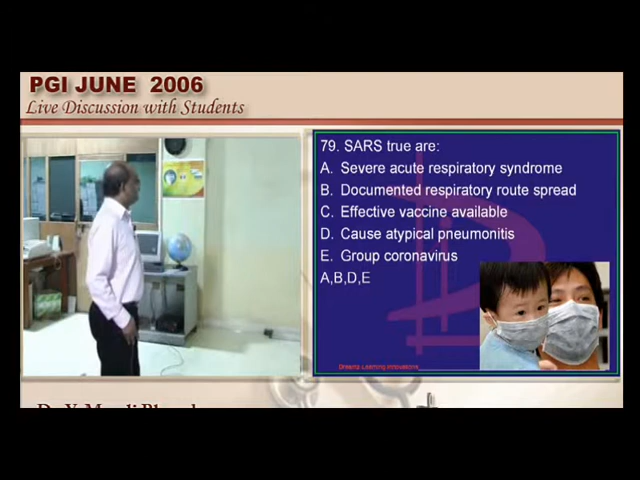 PGI JUNE 2006
Live Discussion with Students
79. SARS true are:
A. Severe acute respiratory syndrome
B. Documented respiratory route spread
C. Effective vaccine available
D. Cause atypical pneumonitis
E. Group coronavirus
A,B,D,E